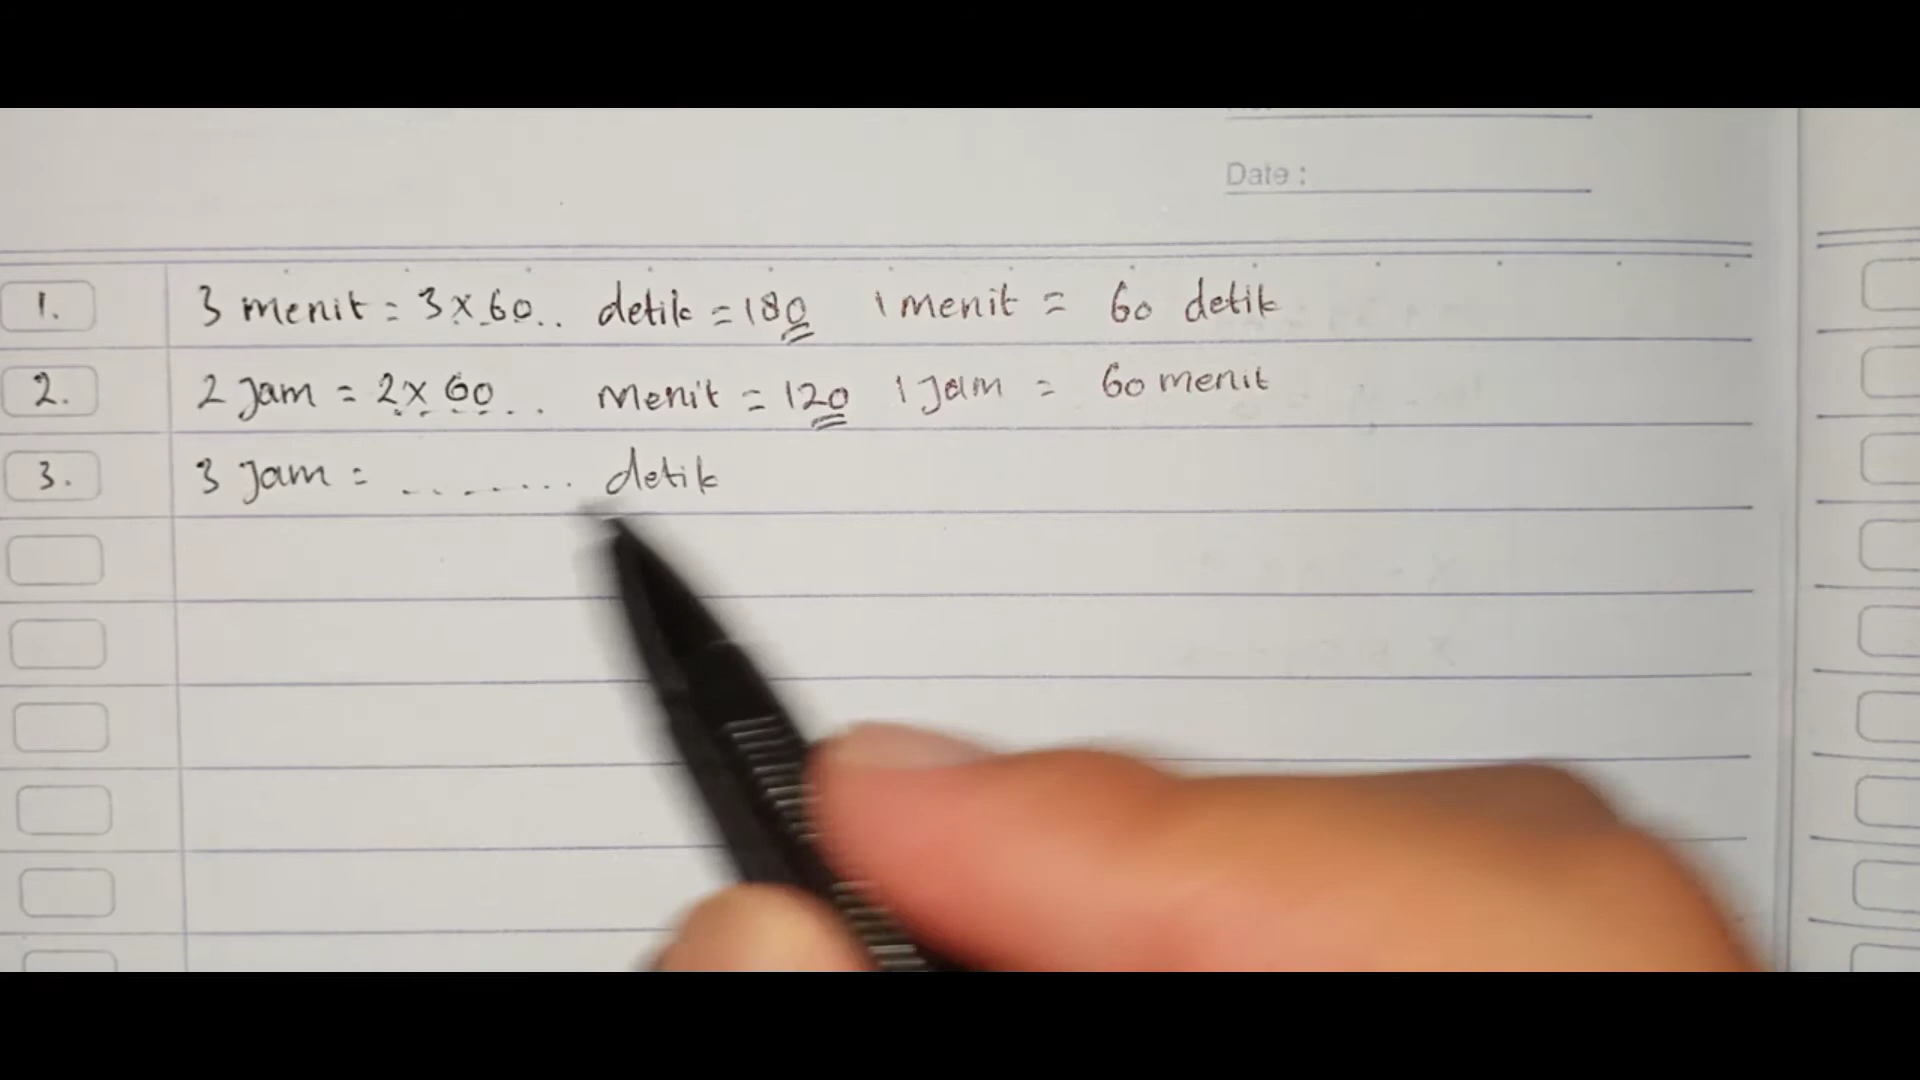 Date :
1. 3 menit = 3 x 60 .. detik = 180 1 menit = 60 detik
2. 2 Jam = 2 x 60 .. menit = 120 1 Jam = 60 menit
3. 3 Jam = ........ detik